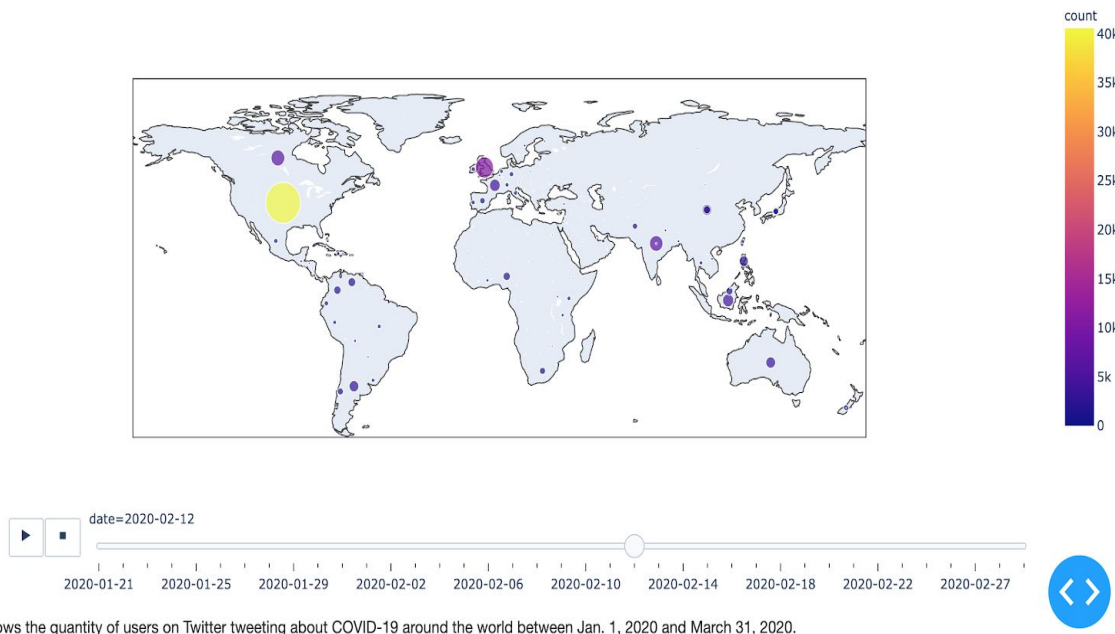 count
40k
35k
30k
25k
20k
15k
10k
5k
0
date=2020-02-12
2020-01-21 2020-01-25 2020-01-29 2020-02-02 2020-02-06 2020-02-10 2020-02-14 2020-02-18 2020-02-22 2020-02-27
ows the quantity of users on Twitter tweeting about COVID-19 around the world between Jan. 1, 2020 and March 31, 2020.